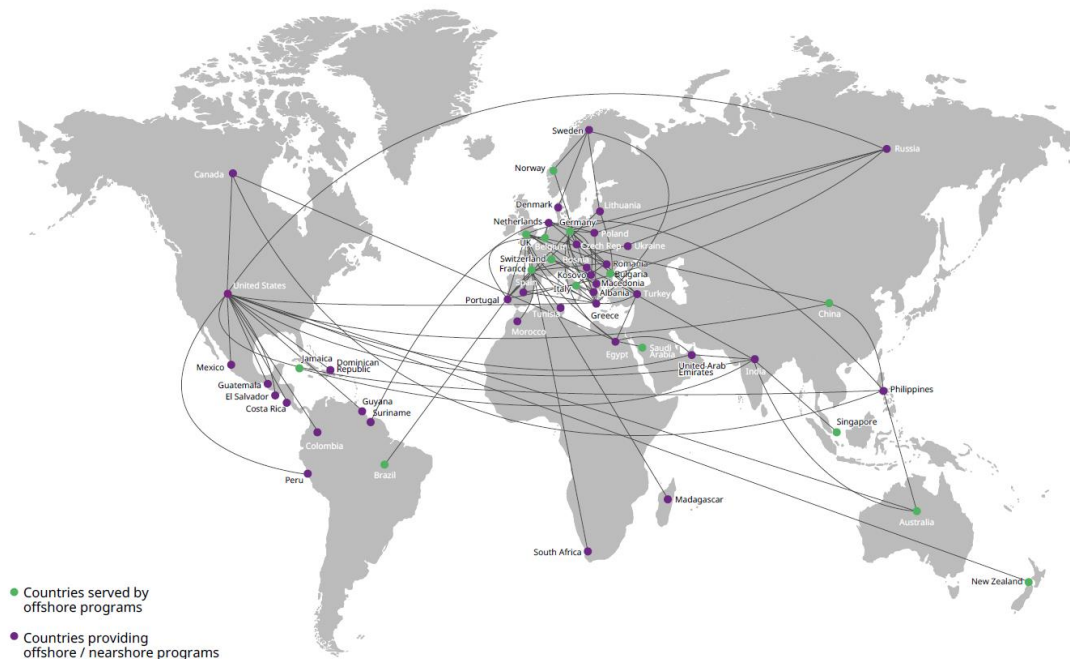 Sweden
Russia
Norway
Canada
Denmark
Lithuania
Netherlands
Germany
Poland
UK
Belgium
Czech Rep
Ukraine
Switzerland
Bosnia
Romania
France
Kosovo
Bulgaria
Spain
Italy
Macedonia
United States
Albania
Turkey
Portugal
Tunisia
Greece
China
Morocco
Egypt
Saudi
Arabia
United Arab
Emirates
India
Jamaica
Dominican
Republic
Mexico
Guatemala
El Salvador
Costa Rica
Philippines
Guyana
Suriname
Singapore
Colombia
Brazil
Peru
Madagascar
Australia
South Africa
New Zealand
Countries served by
offshore programs
Countries providing
offshore / nearshore programs